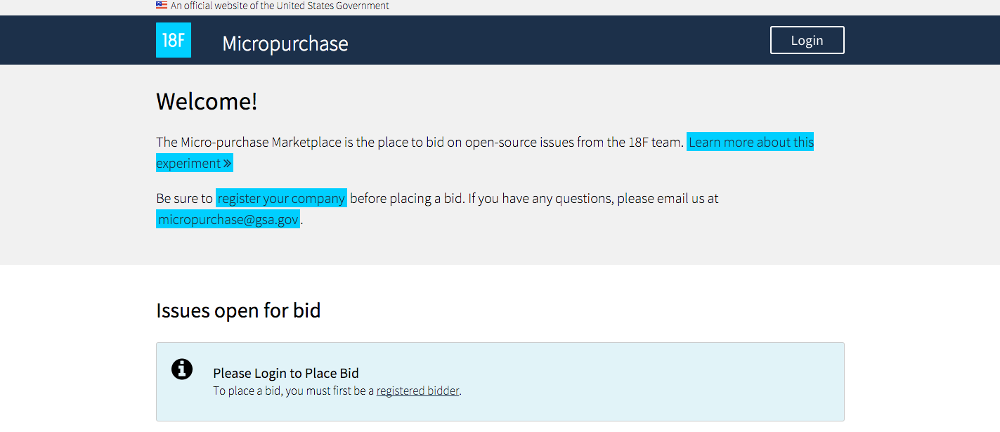 An official website of the United States Government
18F
Micropurchase
Login
Welcome!
The Micro-purchase Marketplace is the place to bid on open-source issues from the 18F team. Learn more about this
experiment »
Be sure to register your company before placing a bid. If you have any questions, please email us at
micropurchase@gsa.gov.
Issues open for bid
Please Login to Place Bid
To place a bid, you must first be a registered bidder.